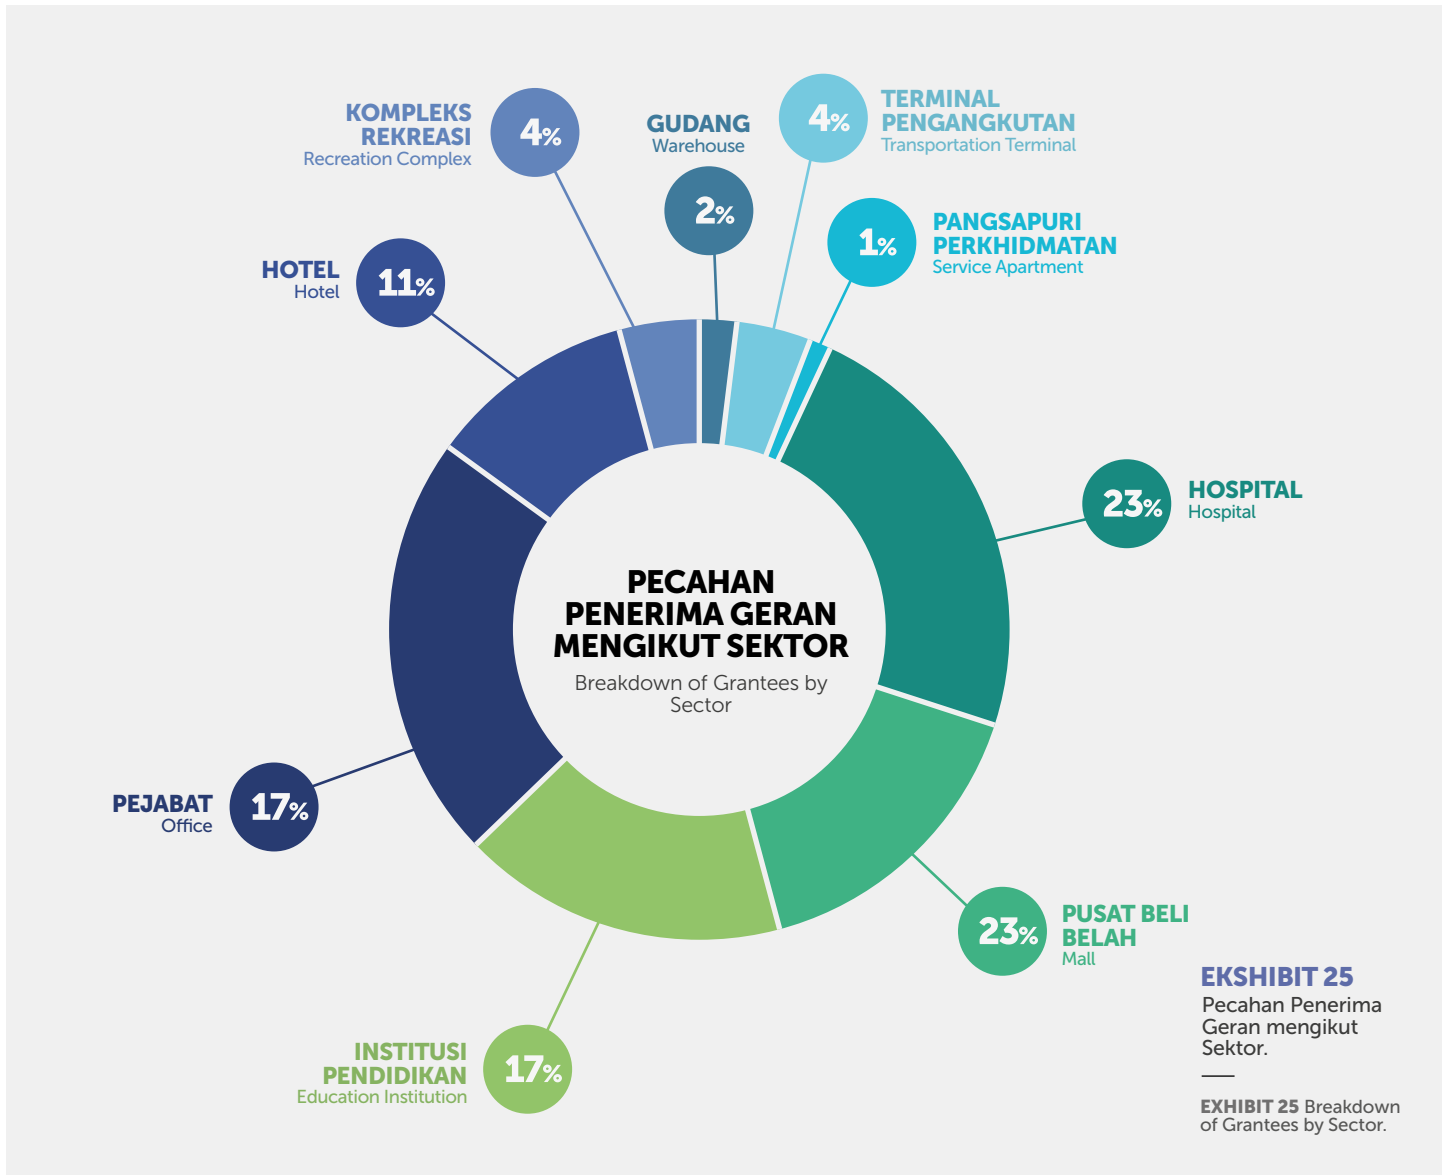 KOMPLEKS
REKREASI
Recreation Complex
4%
GUDANG
Warehouse
2%
4%
TERMINAL
PENGANGKUTAN
Transportation Terminal
1%
PANGSAPURI
PERKHIDMATAN
Service Apartment
HOTEL
Hotel
11%
23%
HOSPITAL
Hospital
PECAHAN
PENERIMA GERAN
MENGIKUT SEKTOR
Breakdown of Grantees by
Sector
PEJABAT
Office
17%
23%
PUSAT BELI
BELAH
Mall
INSTITUSI
PENDIDIKAN
Education Institution
17%
EKSHIBIT 25
Pecahan Penerima
Geran mengikut
Sektor.
EXHIBIT 25 Breakdown
of Grantees by Sector.